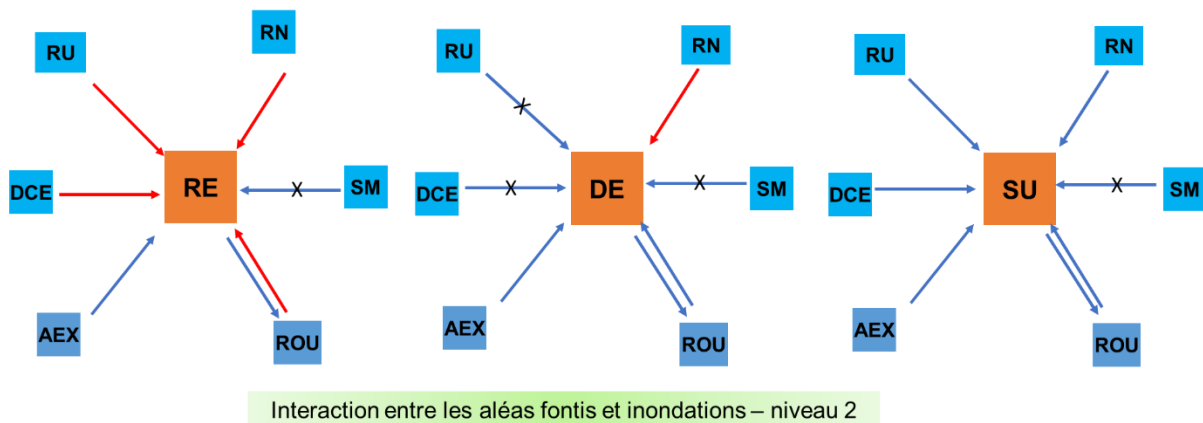 RU
RN
DCE
RE
X
SM
AEX
ROU
RU
RN
X
DCE
X
DE
X
SM
AEX
ROU
RU
RN
DCE
SU
X
SM
AEX
ROU
Interaction entre les aléas fontis et inondations – niveau 2